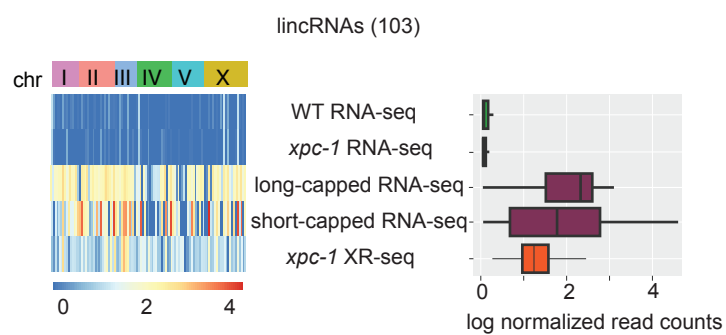 lincRNAs (103)
chr I II III IV V X
WT RNA-seq
xpc-1 RNA-seq
long-capped RNA-seq
short-capped RNA-seq
xpc-1 XR-seq
0 2 4
0 2 4
log normalized read counts